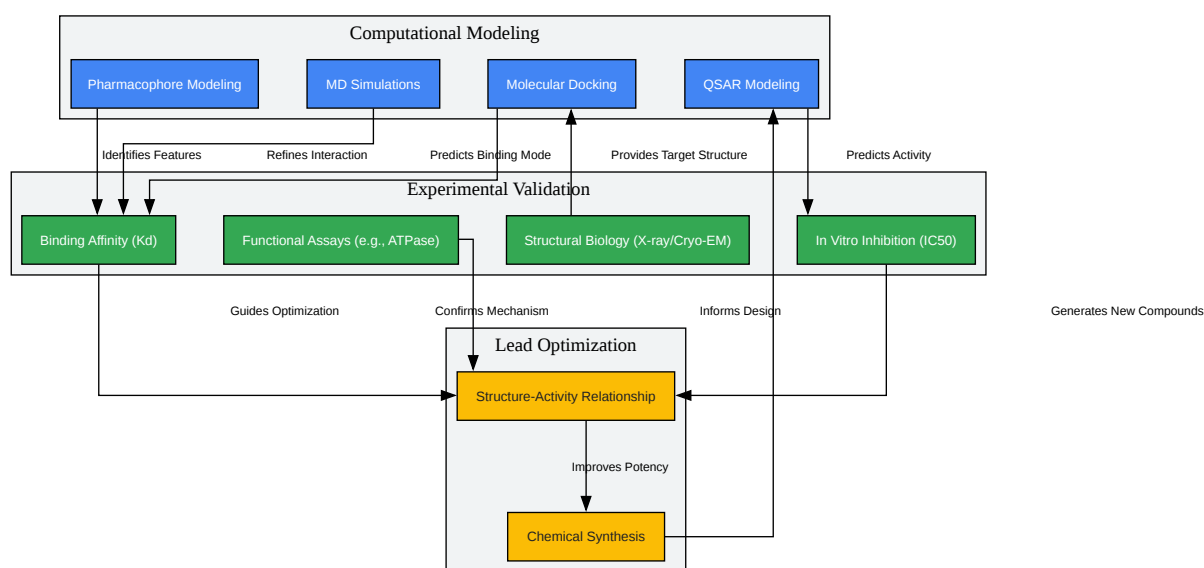 Computational Modeling
Pharmacophore Modeling
MD Simulations
Molecular Docking
QSAR Modeling
Identifies Features
Refines Interaction
Predicts Binding Mode
Provides Target Structure
Predicts Activity
Experimental Validation
Binding Affinity (Kd)
Functional Assays (e.g., ATPase)
Structural Biology (X-ray/Cryo-EM)
In Vitro Inhibition (IC50)
Guides Optimization
Confirms Mechanism
Informs Design
Generates New Compounds
Lead Optimization
Structure-Activity Relationship
Improves Potency
Chemical Synthesis